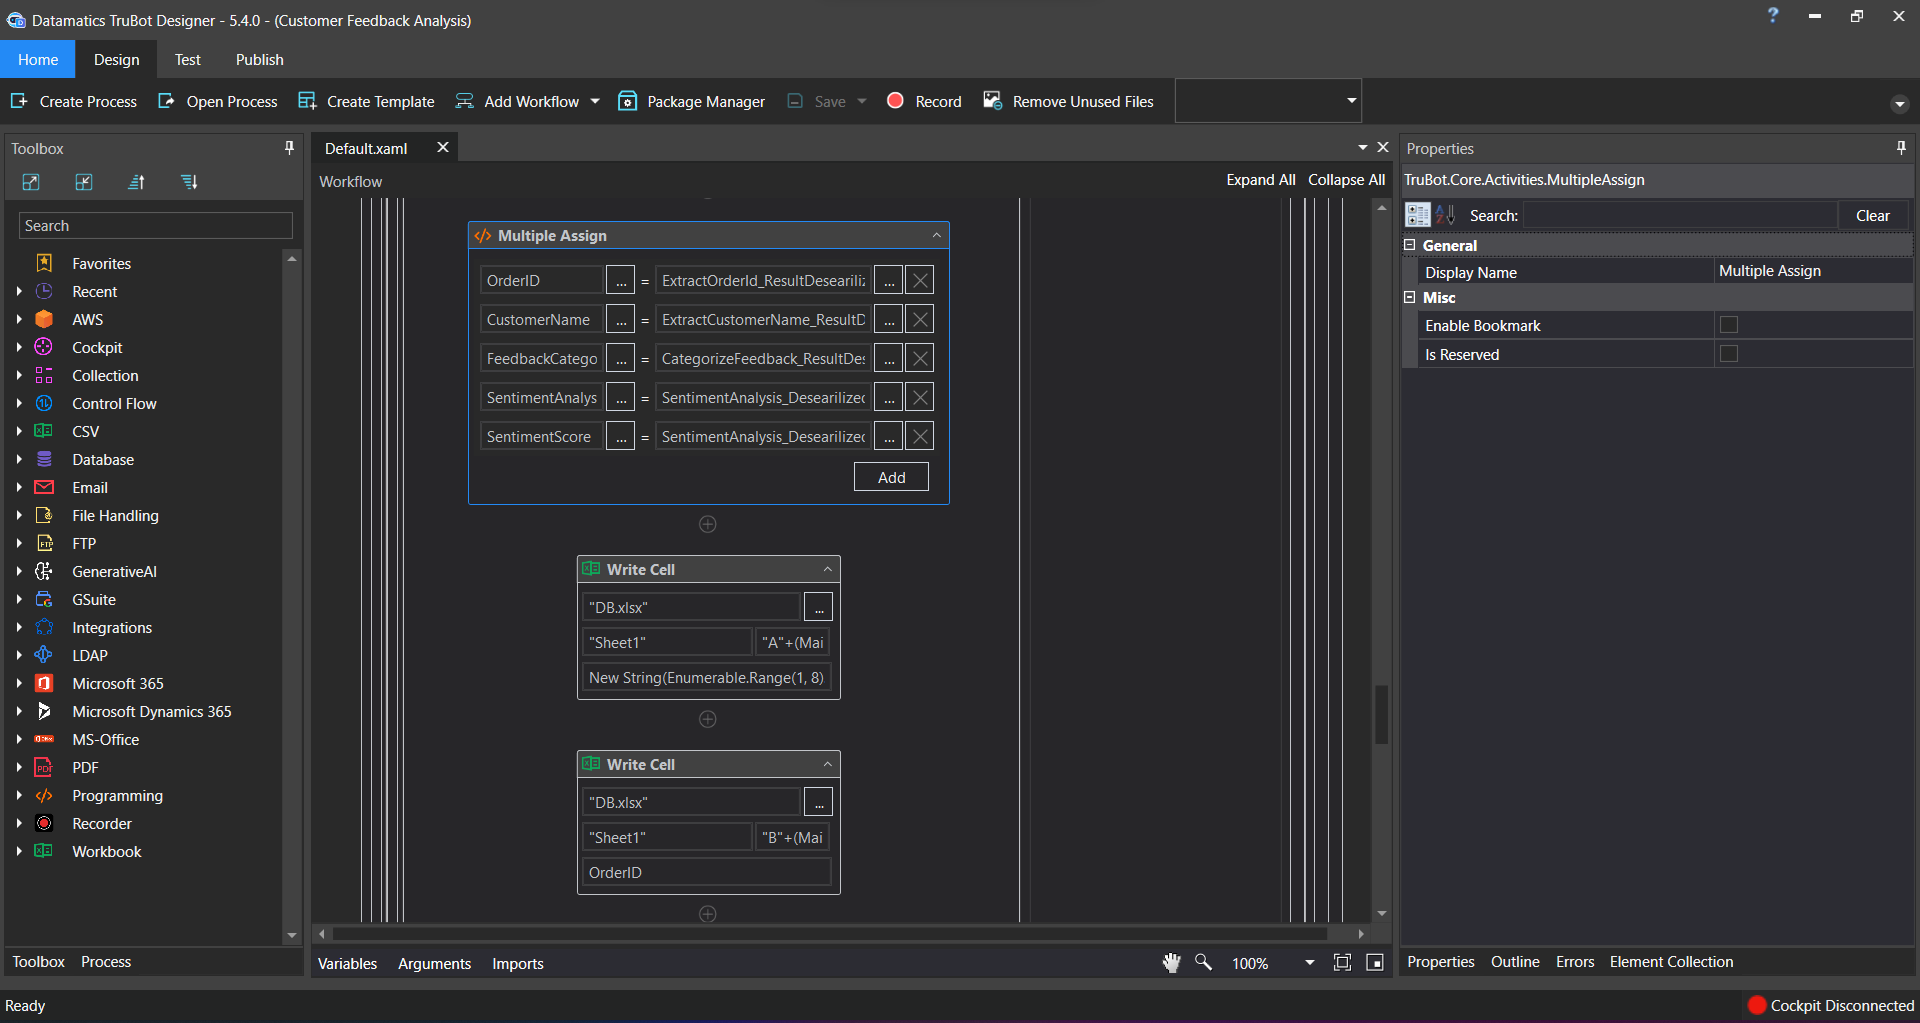 Datamatics TruBot Designer - 5.4.0 - (Customer Feedback Analysis)
?
Home Design Test Publish
Create Process Open Process Create Template Add Workflow Package Manager Save Record Remove Unused Files
Toolbox
Search
Favorites
Recent
AWS
Cockpit
Collection
Control Flow
CSV
Database
Email
File Handling
FTP
GenerativeAI
GSuite
Integrations
LDAP
Microsoft 365
Microsoft Dynamics 365
MS-Office
PDF
Programming
Recorder
Workbook
Toolbox Process
Default.xaml
Workflow Expand All Collapse All
Multiple Assign
OrderID ... = ExtractOrderId_ResultDesearili ...
CustomerName ... = ExtractCustomerName_ResultD ...
FeedbackCatego ... = CategorizeFeedback_ResultDes ...
SentimentAnalys ... = SentimentAnalysis_Desearilized ...
SentimentScore ... = SentimentAnalysis_Desearilized ...
Add
Write Cell
"DB.xlsx" ...
"Sheet1" "A"+(Mai
New String(Enumerable.Range(1, 8)
Write Cell
"DB.xlsx" ...
"Sheet1" "B"+(Mai
OrderID
Variables Arguments Imports 100%
Properties
TruBot.Core.Activities.MultipleAssign
Search: Clear
General
Display Name Multiple Assign
Misc
Enable Bookmark
Is Reserved
Properties Outline Errors Element Collection
Ready Cockpit Disconnected